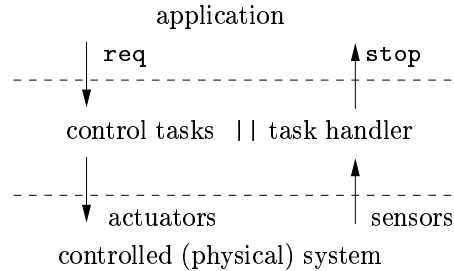 application
req stop
control tasks || task handler
actuators sensors
controlled (physical) system